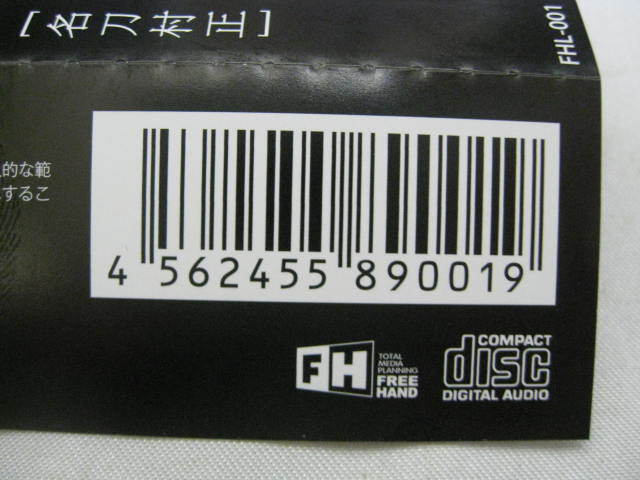 ［名刀村正］
FHL-001
的な範
するこ
4 562455 890019
FH
TOTAL
MEDIA
PLANNING
FREE
HAND
COMPACT
disc
DIGITAL AUDIO